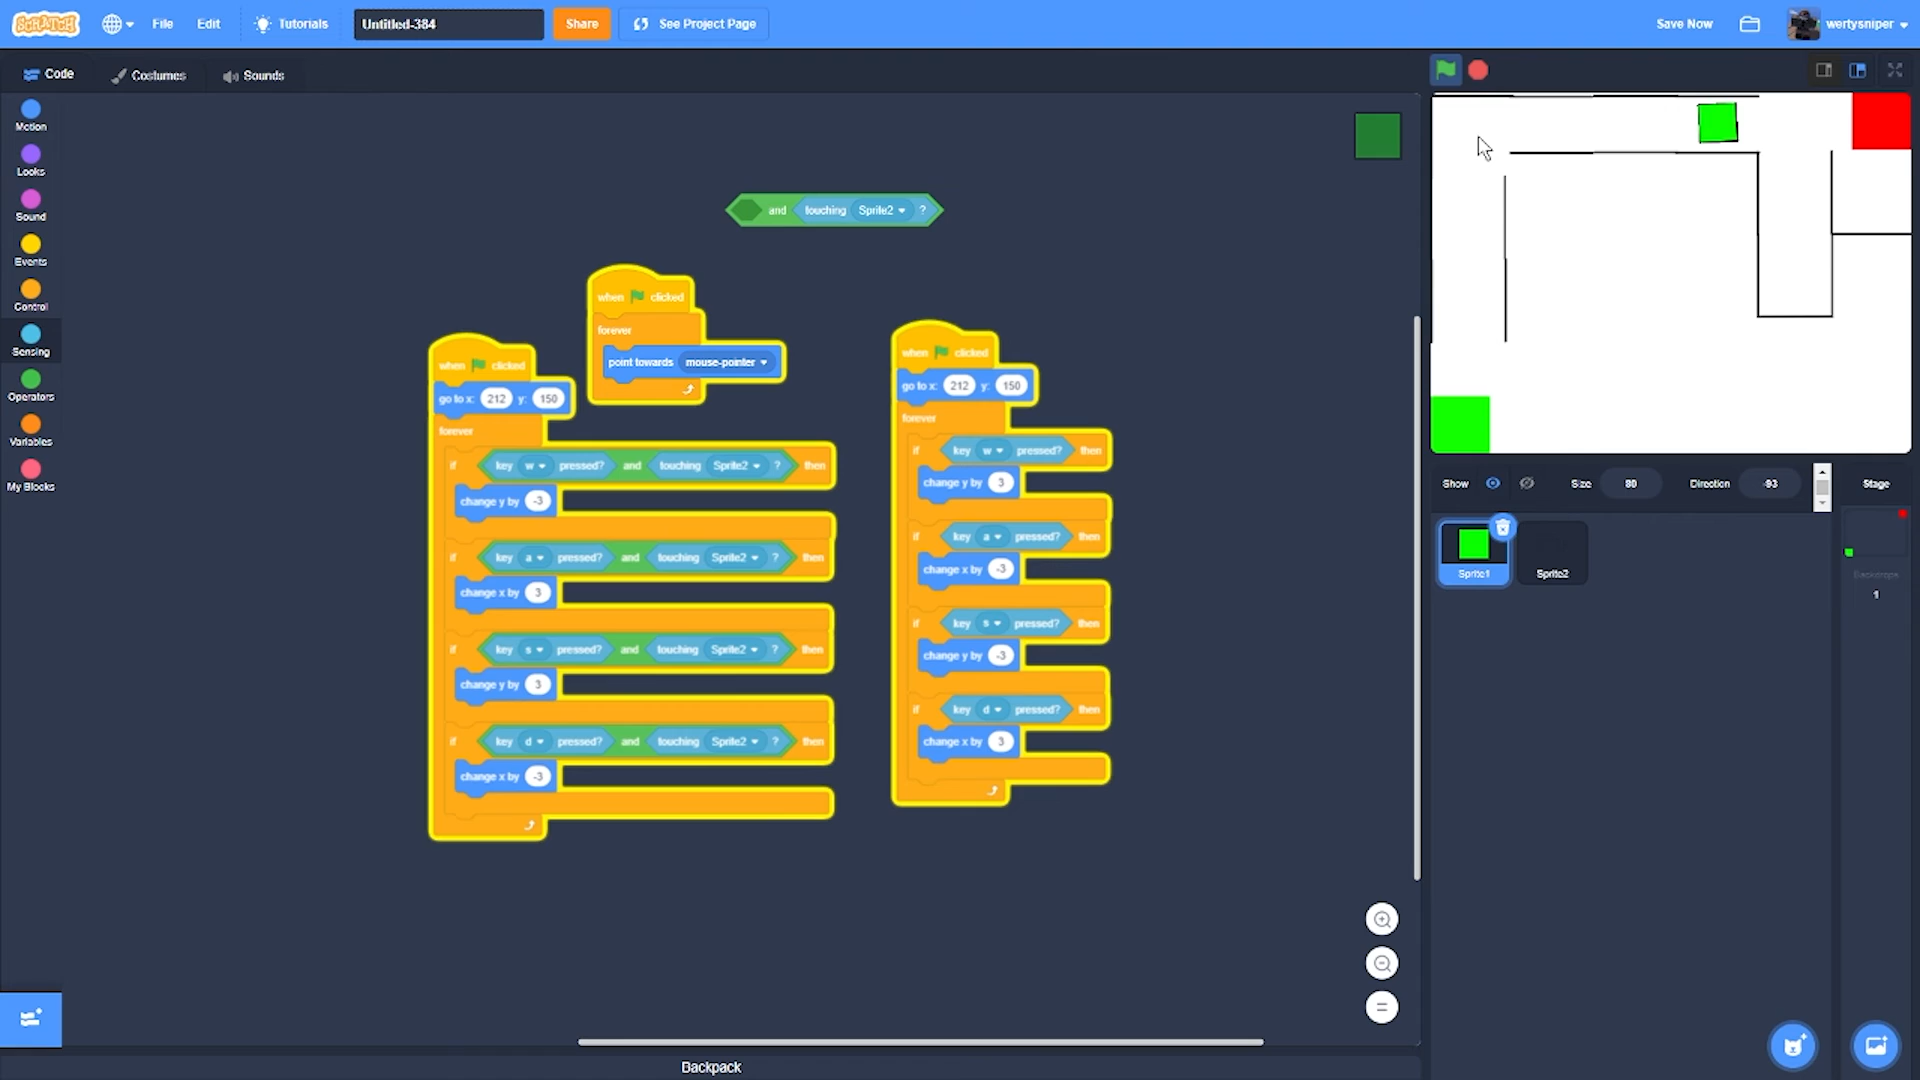 SCRATCH File Edit Tutorials Untitled-384 Share See Project Page Save Now wertysniper
Code Costumes Sounds
Motion
Looks
Sound
Events
Control
Sensing
Operators
Variables
My Blocks
and touching Sprite2 ?
when clicked
forever
point towards mouse-pointer
when clicked
go to x: 212 y: 150
forever
if key w pressed? and touching Sprite2 ? then
change y by -3
if key a pressed? and touching Sprite2 ? then
change x by 3
if key s pressed? and touching Sprite2 ? then
change y by 3
if key d pressed? and touching Sprite2 ? then
change x by -3
when clicked
go to x: 212 y: 150
forever
if key w pressed? then
change y by 3
if key a pressed? then
change x by -3
if key s pressed? then
change y by -3
if key d pressed? then
change x by 3
Show Size 80 Direction -93
Sprite1
Sprite2
Stage
Backdrops
1
Backpack